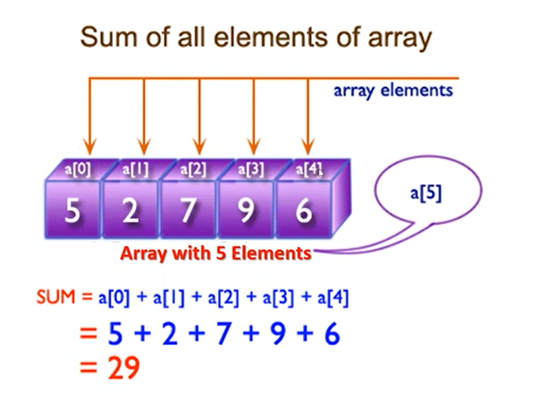 Sum of all elements of array
array elements
a[0] a[1] a[2] a[3] a[4]
5 2 7 9 6
a[5]
Array with 5 Elements
SUM = a[0] + a[1] + a[2] + a[3] + a[4]
= 5 + 2 + 7 + 9 + 6
= 29